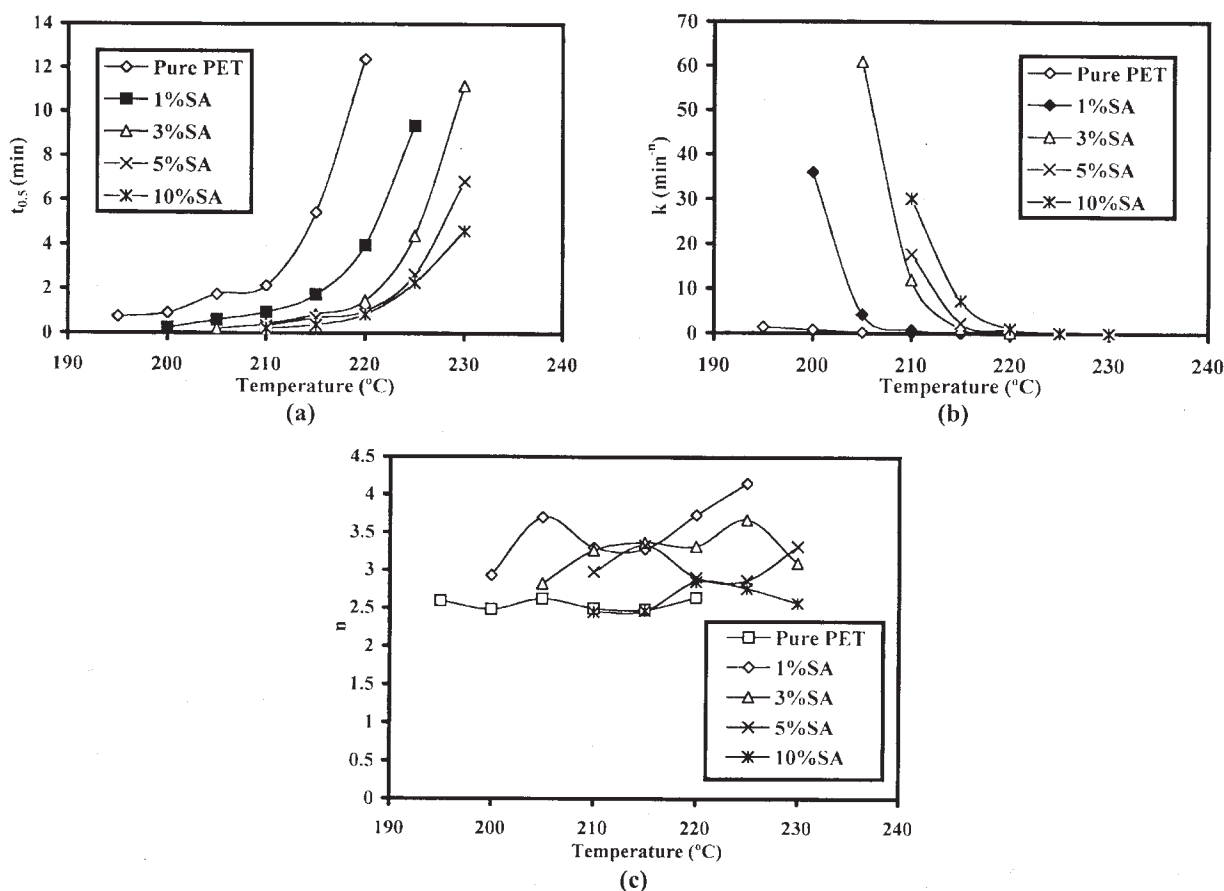 14
12
10
8
6
4
2
0
t0.5 (min)
Pure PET
1%SA
3%SA
5%SA
10%SA
190 200 210 220 230 240
Temperature (°C)
(a)
70
60
50
40
30
20
10
0
k (min-n)
Pure PET
1%SA
3%SA
5%SA
10%SA
190 200 210 220 230 240
Temperature (°C)
(b)
4.5
4
3.5
3
2.5
2
1.5
1
0.5
0
n
Pure PET
1%SA
3%SA
5%SA
10%SA
190 200 210 220 230 240
Temperature (°C)
(c)